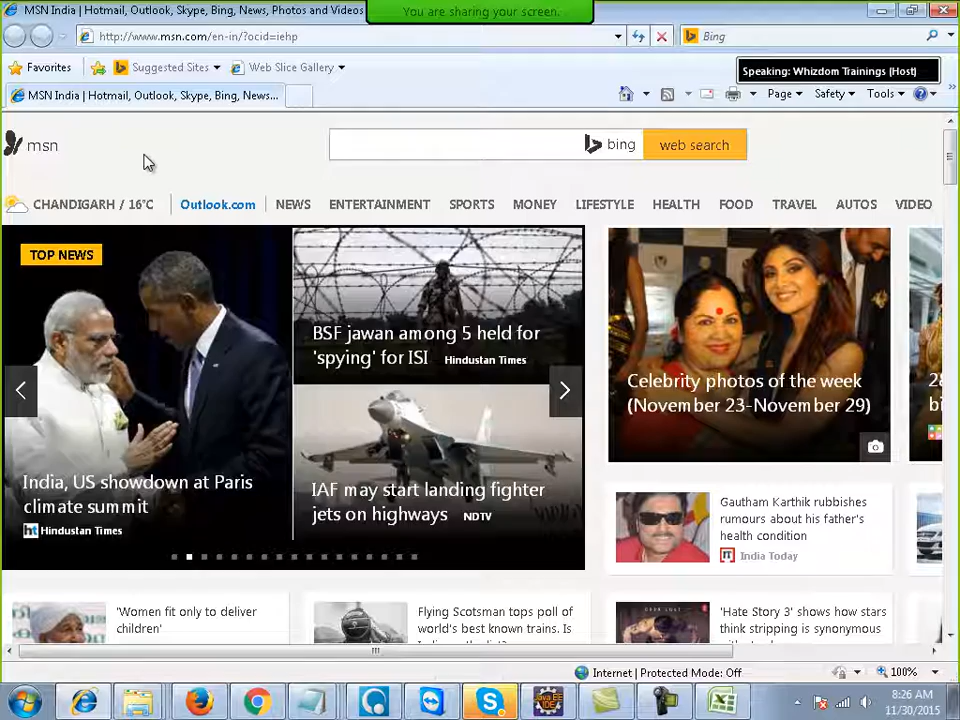 MSN India | Hotmail, Outlook, Skype, Bing, News, Photos and Videos
You are sharing your screen.
http://www.msn.com/en-in/?ocid=iehp
Bing
Favorites
Suggested Sites
Web Slice Gallery
Speaking: Whizdom Trainings (Host)
MSN India | Hotmail, Outlook, Skype, Bing, News...
Page
Safety
Tools
msn
bing
web search
CHANDIGARH / 16°C
Outlook.com
NEWS
ENTERTAINMENT
SPORTS
MONEY
LIFESTYLE
HEALTH
FOOD
TRAVEL
AUTOS
VIDEO
TOP NEWS
India, US showdown at Paris
climate summit
ht Hindustan Times
BSF jawan among 5 held for
'spying' for ISI Hindustan Times
IAF may start landing fighter
jets on highways NDTV
Celebrity photos of the week
(November 23-November 29)
28
bi
Gautham Karthik rubbishes
rumours about his father's
health condition
India Today
'Women fit only to deliver
children'
Flying Scotsman tops poll of
world's best known trains. Is
'Hate Story 3' shows how stars
think stripping is synonymous
Internet | Protected Mode: Off
100%
Java EE
IDE
8:26 AM
11/30/2015